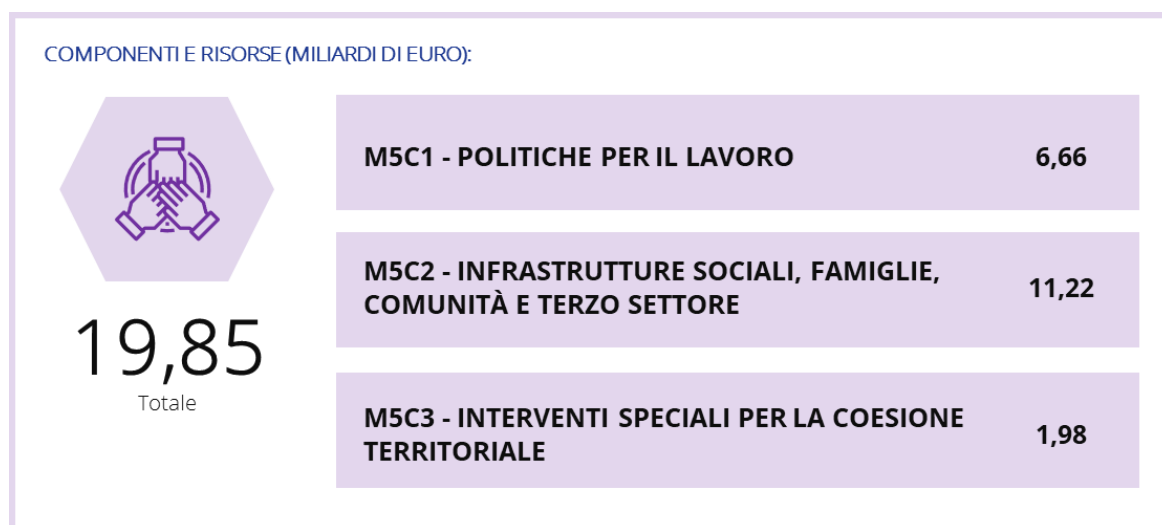 COMPONENTI E RISORSE (MILIARDI DI EURO):
19,85
Totale
M5C1 - POLITICHE PER IL LAVORO 6,66
M5C2 - INFRASTRUTTURE SOCIALI, FAMIGLIE,
COMUNITÀ E TERZO SETTORE 11,22
M5C3 - INTERVENTI SPECIALI PER LA COESIONE
TERRITORIALE 1,98